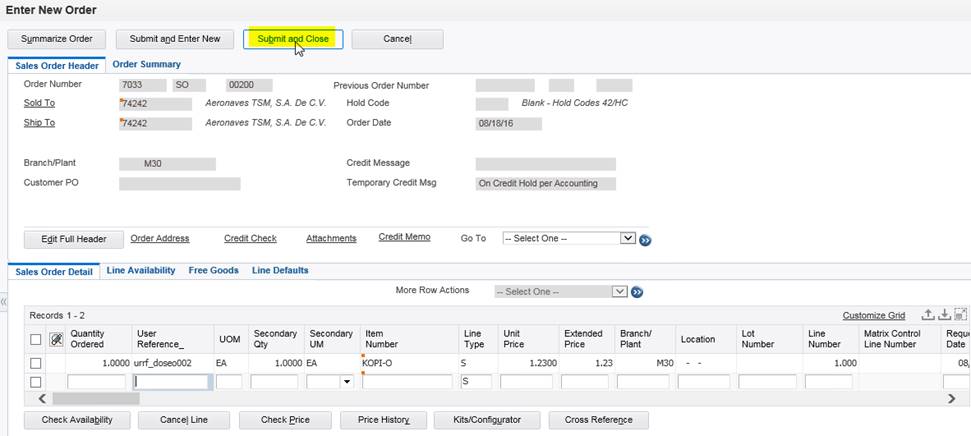 Enter New Order
Summarize Order Submit and Enter New Submit and Close Cancel
Sales Order Header Order Summary
Order Number 7033 SO 00200 Previous Order Number
Sold To 74242 Aeronaves TSM, S.A. De C.V. Hold Code Blank - Hold Codes 42/HC
Ship To 74242 Aeronaves TSM, S.A. De C.V. Order Date 08/18/16
Branch/Plant M30 Credit Message
Customer PO Temporary Credit Msg On Credit Hold per Accounting
Edit Full Header Order Address Credit Check Attachments Credit Memo Go To -- Select One --
Sales Order Detail Line Availability Free Goods Line Defaults
More Row Actions -- Select One --
Records 1 - 2 Customize Grid
Quantity User UOM Secondary Secondary Item Line Unit Extended Branch/ Location Lot Line Matrix Control Reque
Ordered Reference_ Qty UM Number Type Price Price Plant Number Number Line Number Date
1.0000 urrf_doseo002 EA 1.0000 EA KOPI-O S 1.2300 1.23 M30 - - 1.000 08,
S
Check Availability Cancel Line Check Price Price History Kits/Configurator Cross Reference